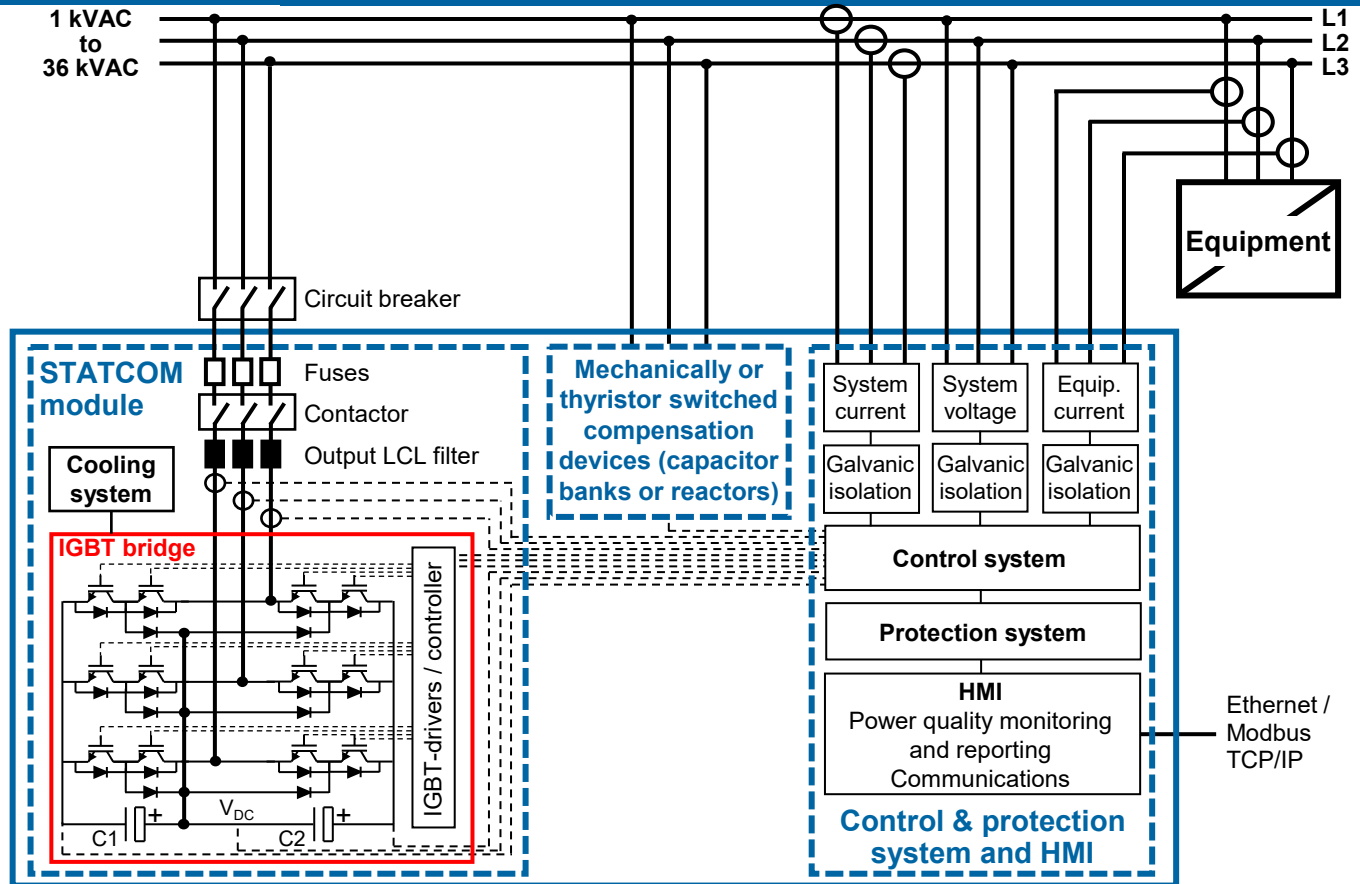 1 kVAC
to
36 kVAC
L1
L2
L3
Equipment
Circuit breaker
STATCOM
module
Fuses
Contactor
Output LCL filter
Cooling
system
IGBT bridge
IGBT-drivers / controller
VDC
C1
+
C2
+
Mechanically or
thyristor switched
compensation
devices (capacitor
banks or reactors)
System
current
System
voltage
Equip.
current
Galvanic
isolation
Galvanic
isolation
Galvanic
isolation
Control system
Protection system
HMI
Power quality monitoring
and reporting
Communications
Control & protection
system and HMI
Ethernet /
Modbus
TCP/IP